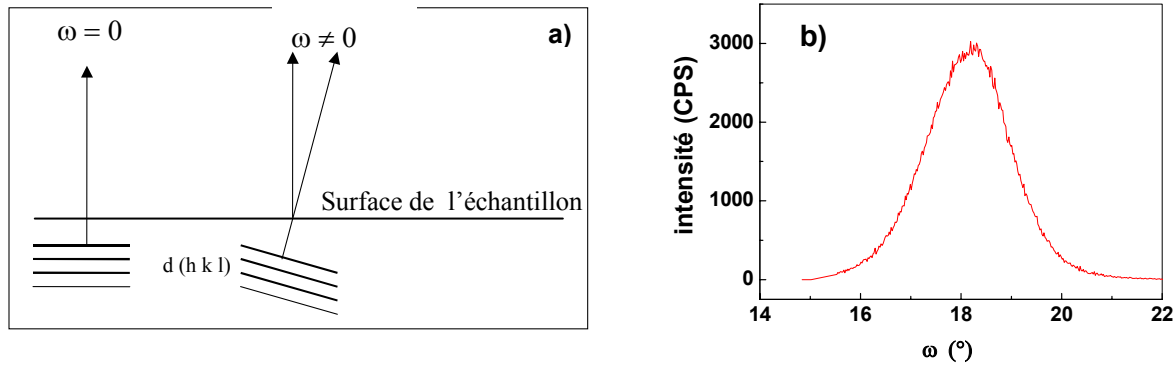 ω = 0
ω ≠ 0
a)
Surface de l'échantillon
d (h k l)
b)
intensité (CPS)
3000
2000
1000
0
14
16
18
20
22
ω (°)